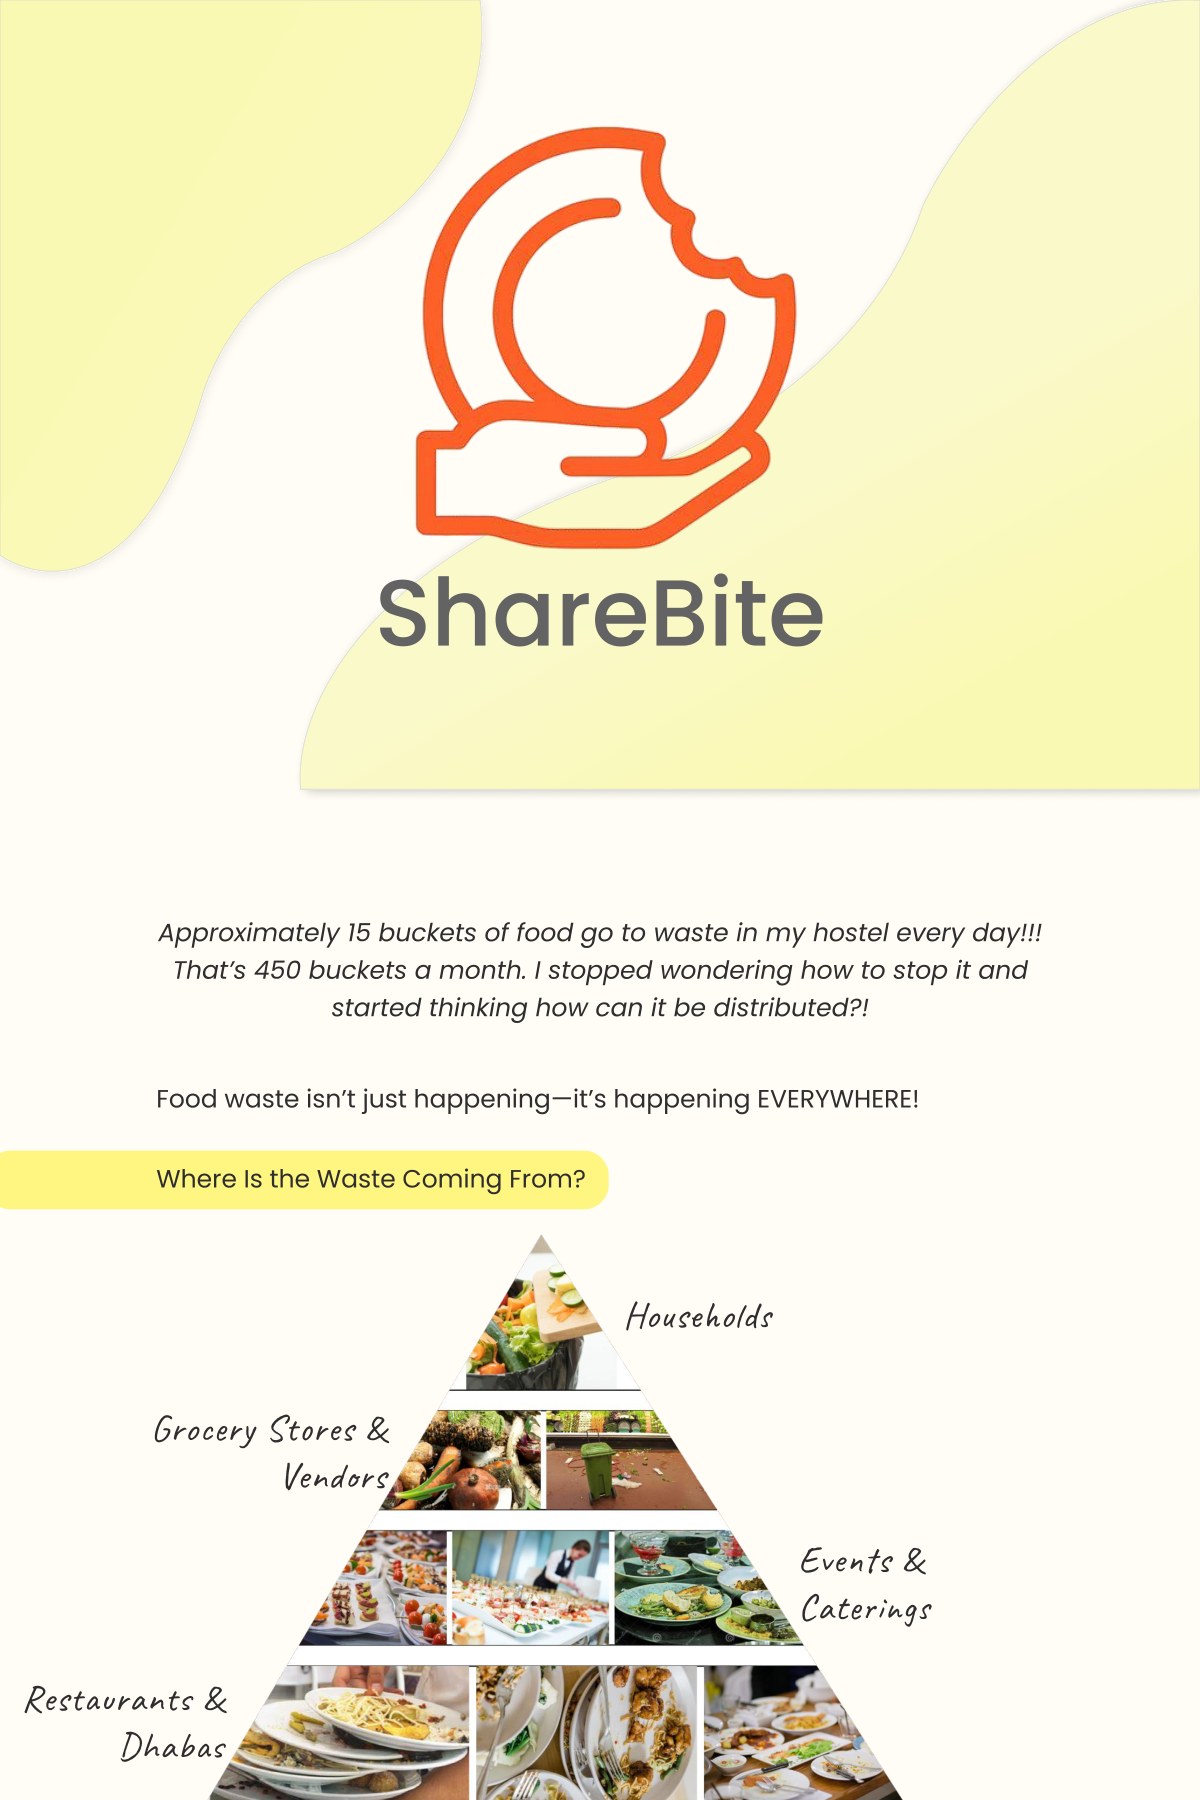 ShareBite
Approximately 15 buckets of food go to waste in my hostel every day!!!
That’s 450 buckets a month. I stopped wondering how to stop it and
started thinking how can it be distributed?!
Food waste isn’t just happening—it’s happening EVERYWHERE!
Where Is the Waste Coming From?
Households
Grocery Stores &
Vendors
Events &
Caterings
Restaurants &
Dhabas